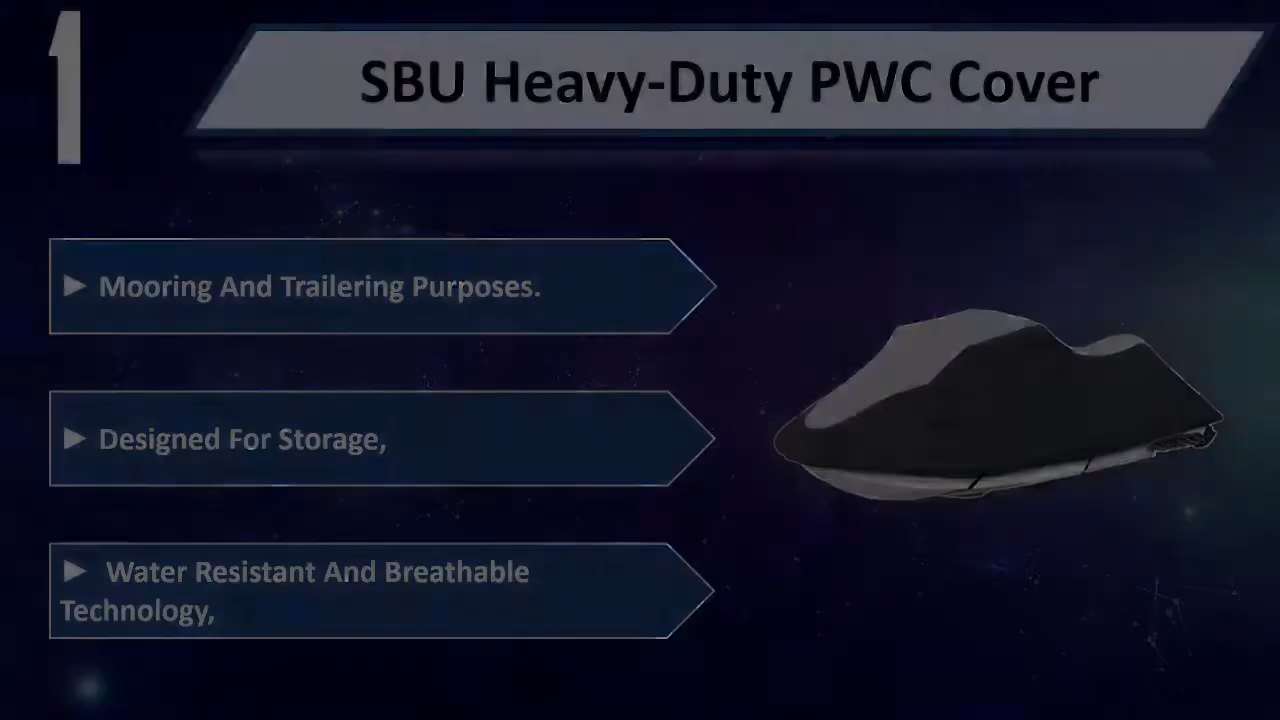 1
SBU Heavy-Duty PWC Cover
► Mooring And Trailering Purposes.
► Designed For Storage,
► Water Resistant And Breathable
Technology,